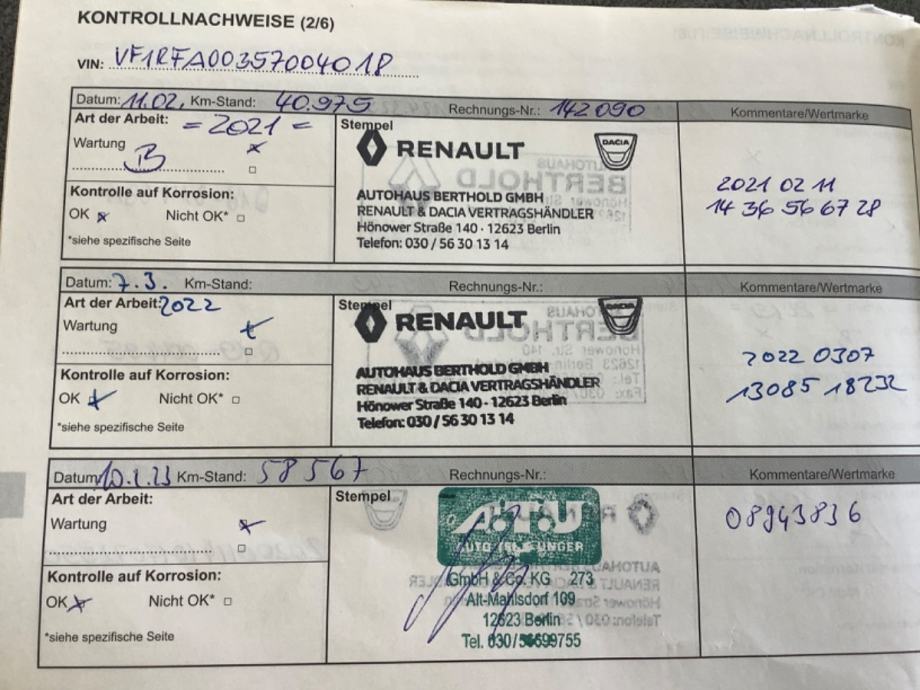 KONTROLLNACHWEISE (2/6)
VIN: VF1RFA00357004018
Datum: 11.02. Km-Stand: 40.975 Rechnungs-Nr.: 142090 Kommentare/Wertmarke
Art der Arbeit: = 2021 = Stempel
Wartung x
B □
RENAULT DACIA
AUTOHAUS BERTHOLD GMBH
RENAULT & DACIA VERTRAGSHÄNDLER
Hönower Straße 140 · 12623 Berlin
Telefon: 030 / 56 30 13 14
2021 02 11
14 36 56 67 28
Kontrolle auf Korrosion:
OK x Nicht OK* □
*siehe spezifische Seite
Datum: 7.3. Km-Stand: Rechnungs-Nr.: Kommentare/Wertmarke
Art der Arbeit: 2022 Stempel
Wartung x
RENAULT DACIA
AUTOHAUS BERTHOLD GMBH
RENAULT & DACIA VERTRAGSHÄNDLER
Hönower Straße 140 · 12623 Berlin
Telefon: 030 / 56 30 13 14
2022 0307
13085 18232
Kontrolle auf Korrosion:
OK x Nicht OK* □
*siehe spezifische Seite
Datum Km-Stand: 58567 Rechnungs-Nr.: Kommentare/Wertmarke
Art der Arbeit: Stempel
Wartung x
GmbH & Co. KG 273
Alt-Mahlsdorf 109
12623 Berlin
Tel. 030/56699755
08943836
Kontrolle auf Korrosion:
OK x Nicht OK* □
*siehe spezifische Seite